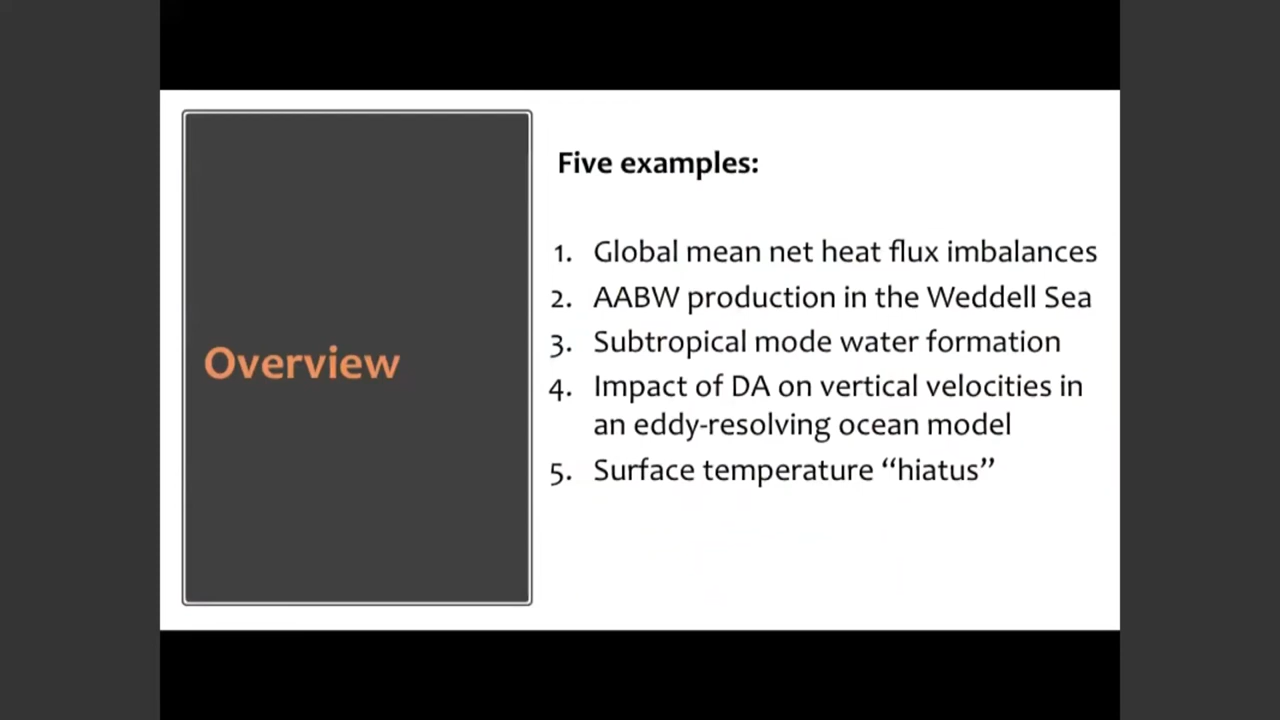 Overview
Five examples:
1. Global mean net heat flux imbalances
2. AABW production in the Weddell Sea
3. Subtropical mode water formation
4. Impact of DA on vertical velocities in
an eddy-resolving ocean model
5. Surface temperature “hiatus”